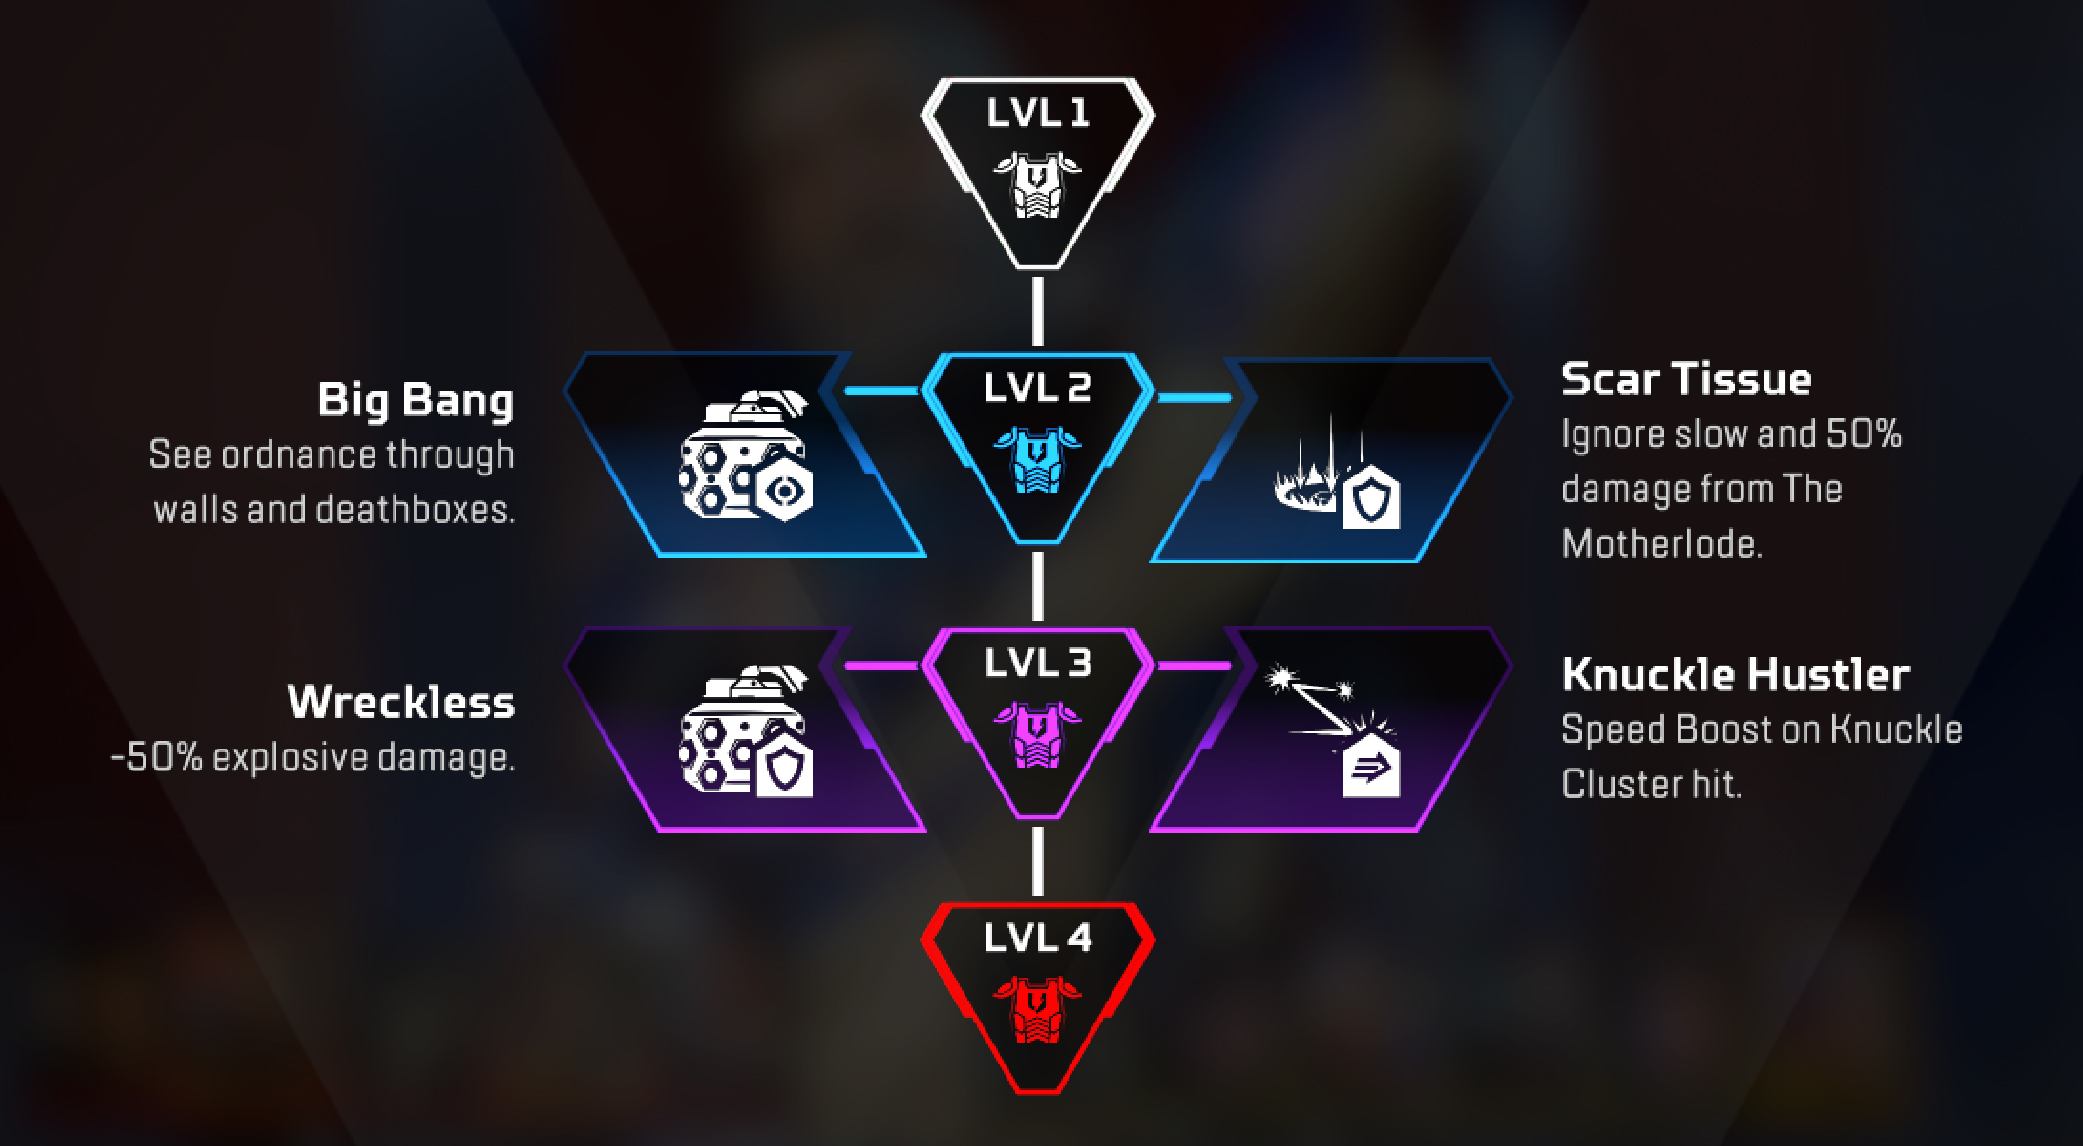 LVL 1
Big Bang
See ordnance through
walls and deathboxes.
LVL 2
Scar Tissue
Ignore slow and 50%
damage from The
Motherlode.
Wreckless
-50% explosive damage.
LVL 3
Knuckle Hustler
Speed Boost on Knuckle
Cluster hit.
LVL 4